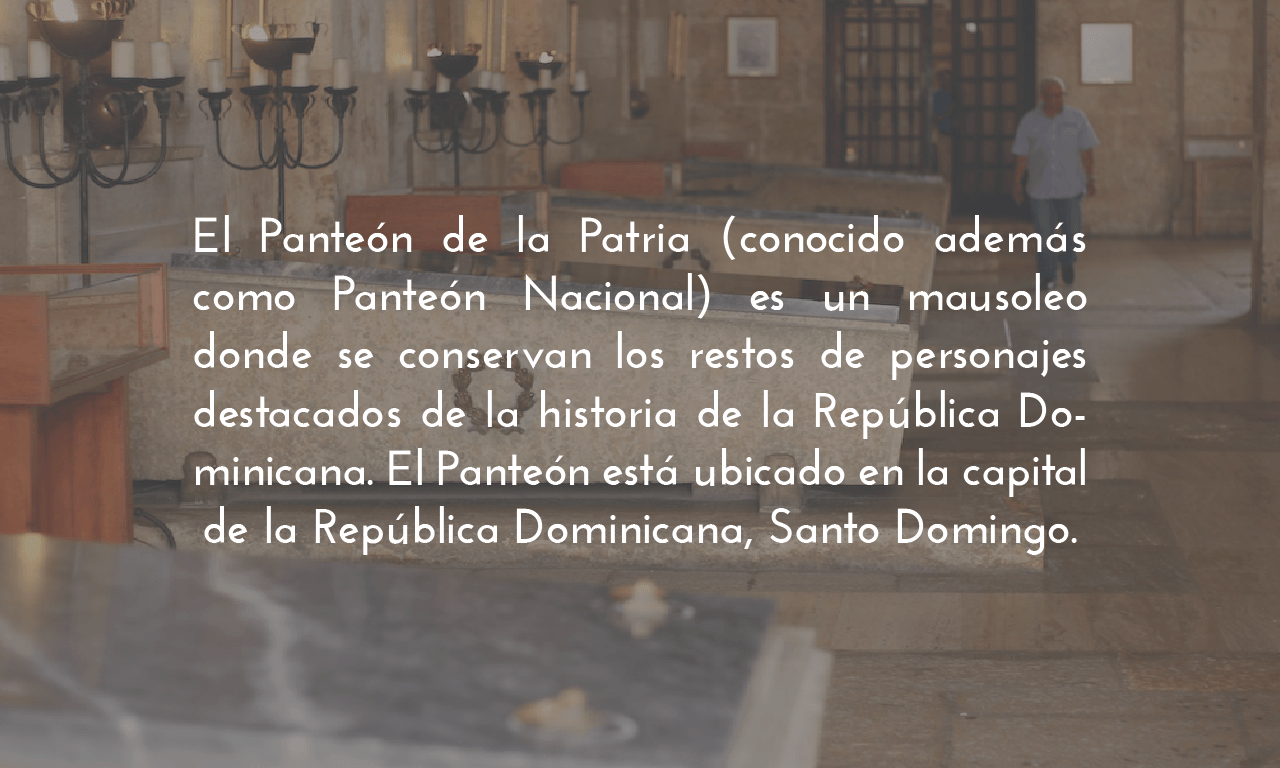 El Panteón de la Patria (conocido además
como Panteón Nacional) es un mausoleo
donde se conservan los restos de personajes
destacados de la historia de la República Do-
minicana. El Panteón está ubicado en la capital
de la República Dominicana, Santo Domingo.